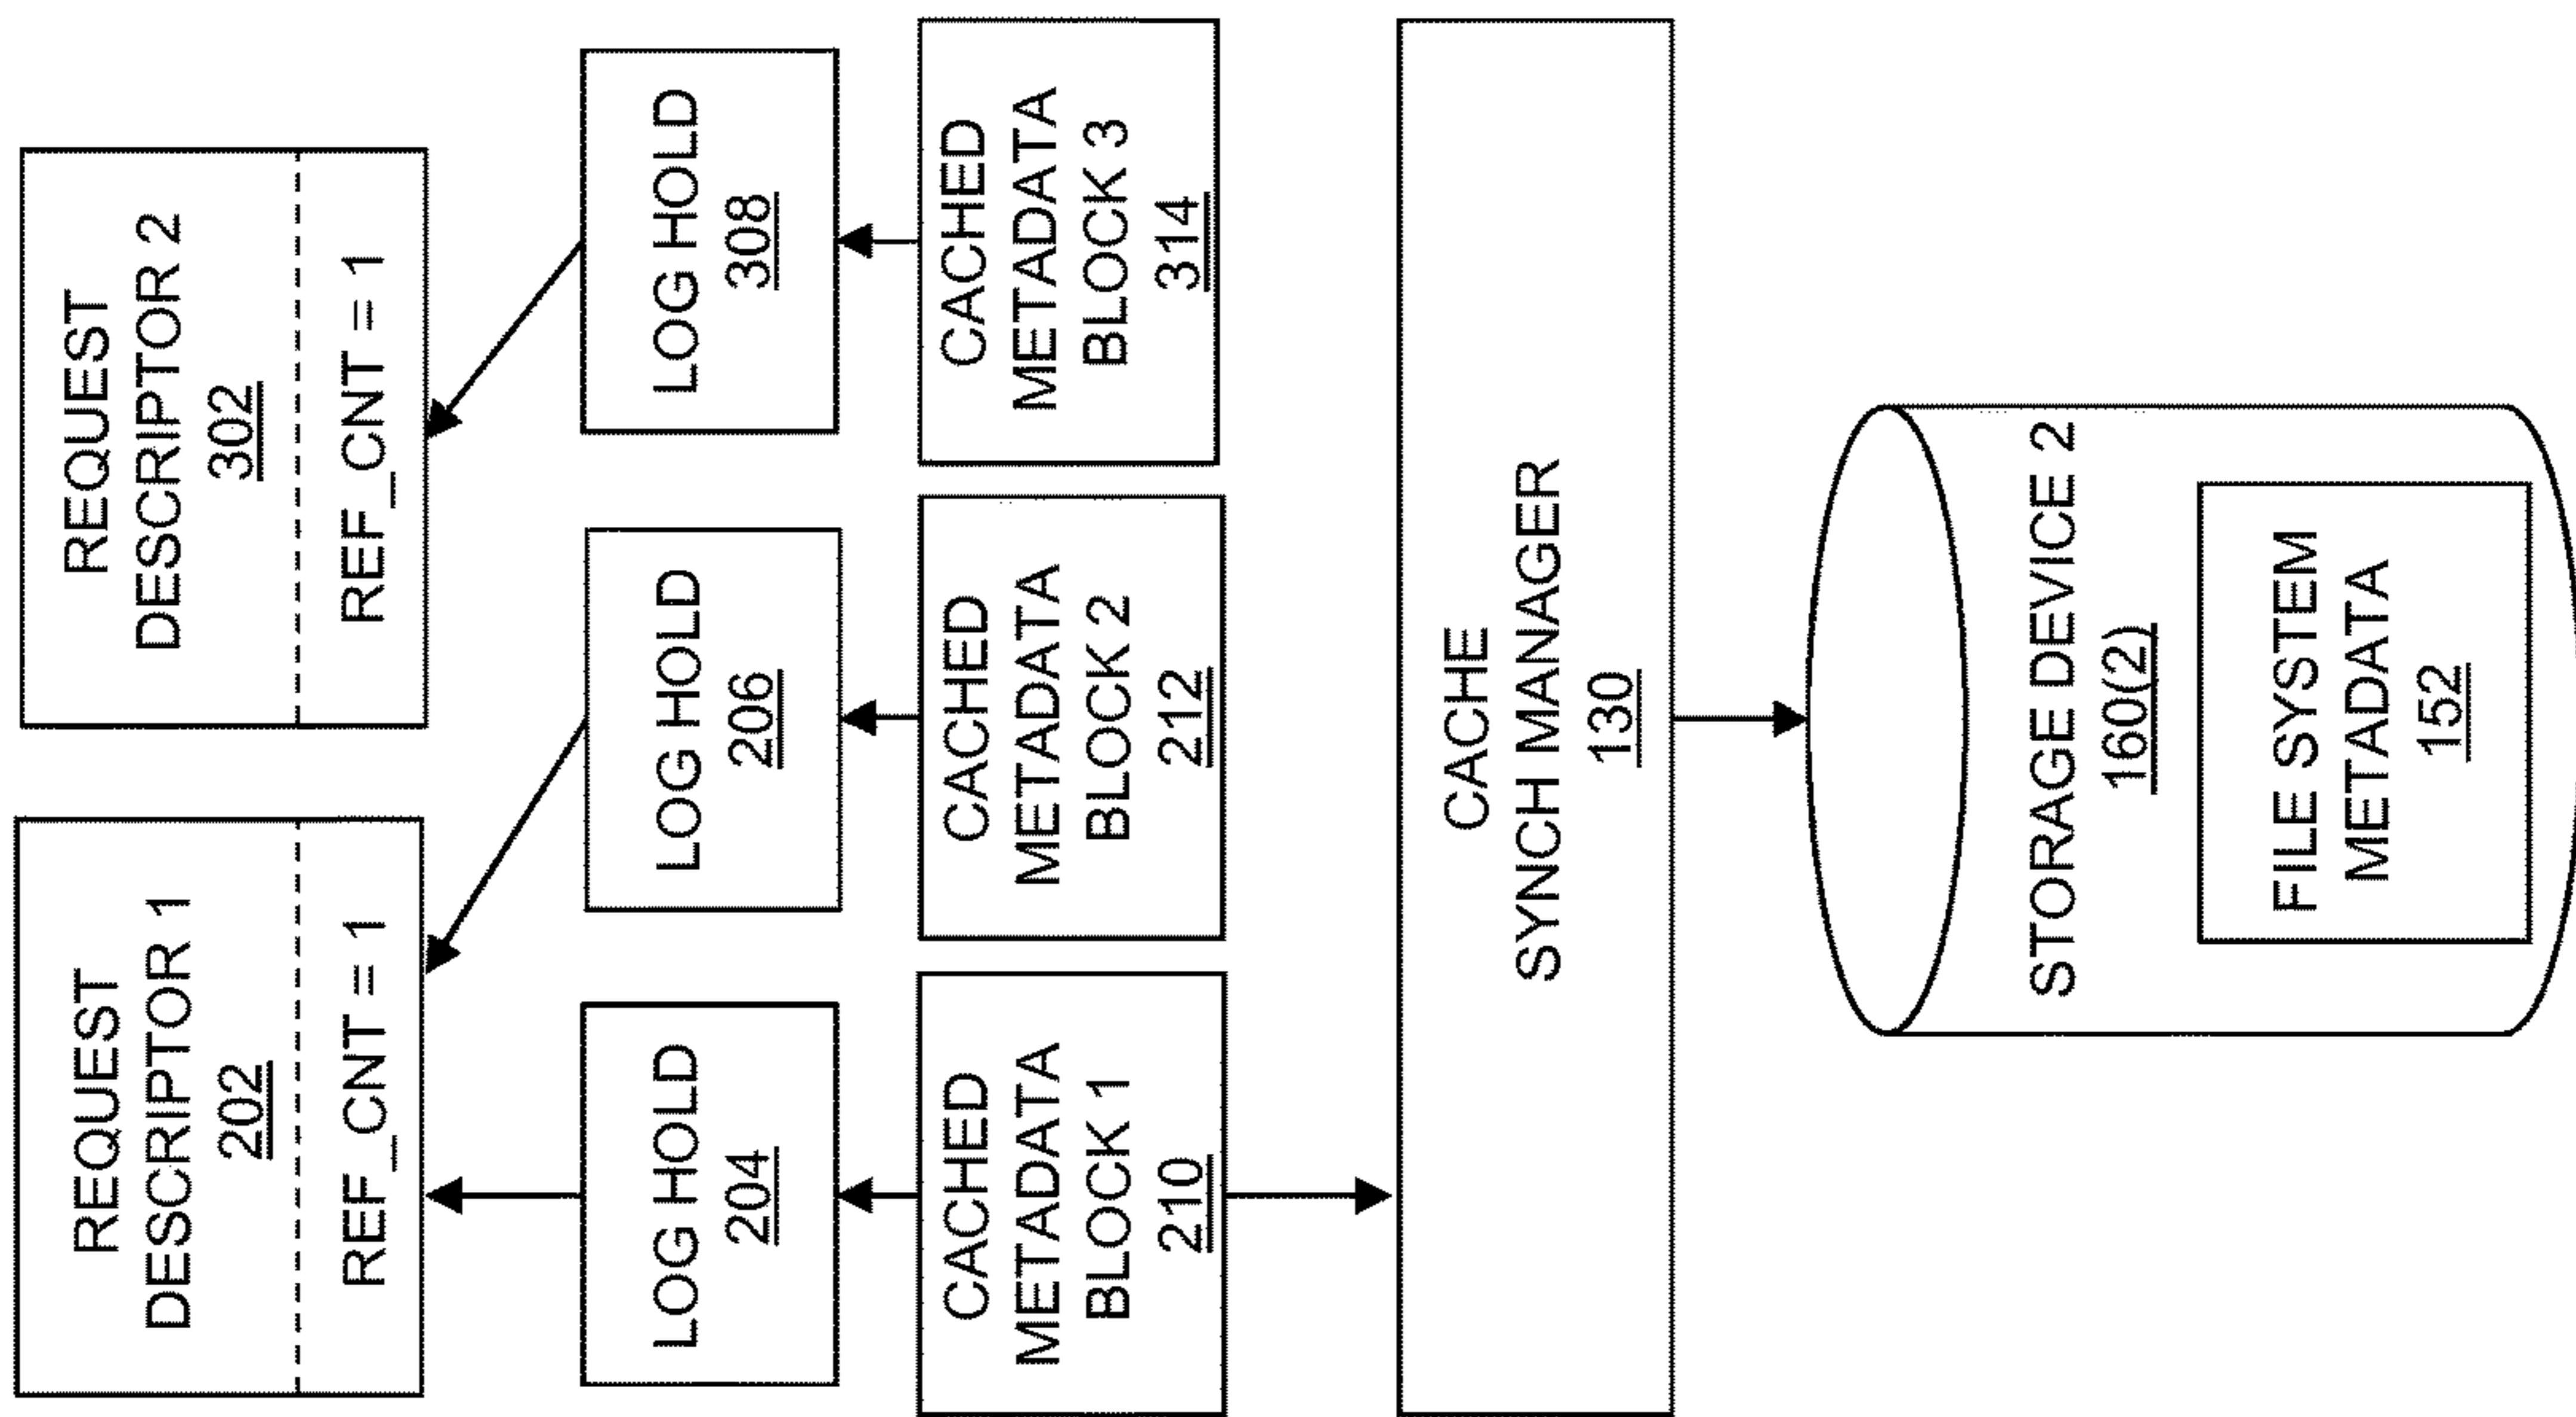 REQUEST
DESCRIPTOR 1
202
REF_CNT = 1
REQUEST
DESCRIPTOR 2
302
REF_CNT = 1
LOG HOLD
204
LOG HOLD
206
LOG HOLD
308
CACHED
METADATA
BLOCK 1
210
CACHED
METADATA
BLOCK 2
212
CACHED
METADATA
BLOCK 3
314
CACHE
SYNCH MANAGER
130
STORAGE DEVICE 2
160(2)
FILE SYSTEM
METADATA
152